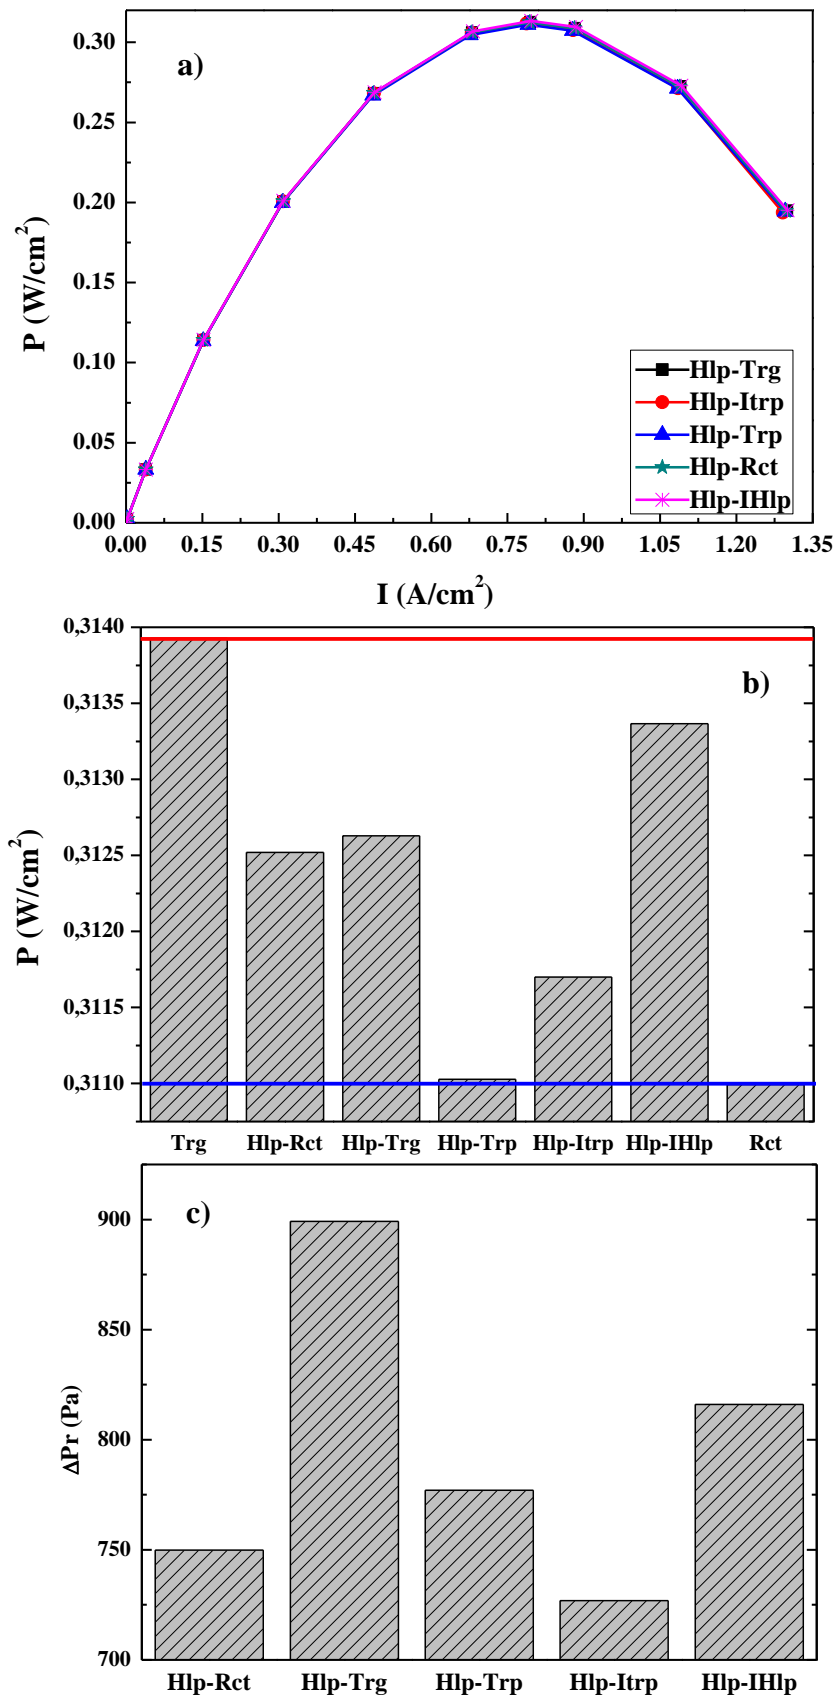 a)
0.30
0.25
0.20
0.15
0.10
0.05
0.00
P (W/cm²)
Hlp-Trg
Hlp-Itrp
Hlp-Trp
Hlp-Rct
Hlp-IHlp
0.00 0.15 0.30 0.45 0.60 0.75 0.90 1.05 1.20 1.35
I (A/cm²)
b)
0,3140
0,3135
0,3130
0,3125
0,3120
0,3115
0,3110
P (W/cm²)
Trg Hlp-Rct Hlp-Trg Hlp-Trp Hlp-Itrp Hlp-IHlp Rct
c)
900
850
800
750
700
ΔPr (Pa)
Hlp-Rct Hlp-Trg Hlp-Trp Hlp-Itrp Hlp-IHlp